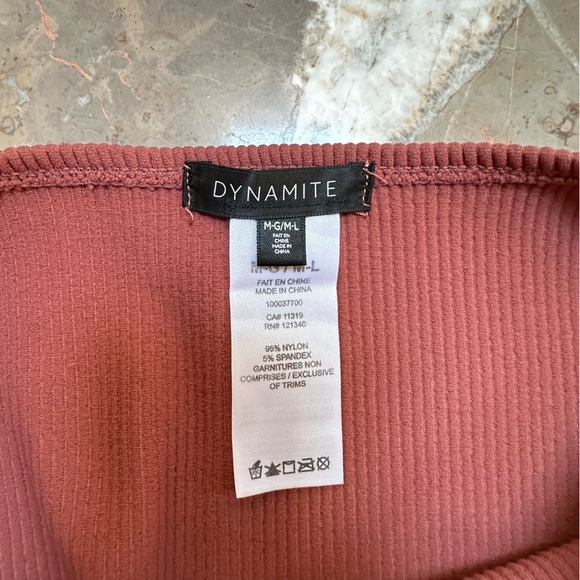 DYNAMITE
M-G/M-L
FAIT EN
CHINE
MADE IN
CHINA
M-G / M-L
FAIT EN CHINE
MADE IN CHINA
100037700
CA# 11319
RN# 121340
95% NYLON
5% SPANDEX
GARNITURES NON
COMPRISES / EXCLUSIVE
OF TRIMS